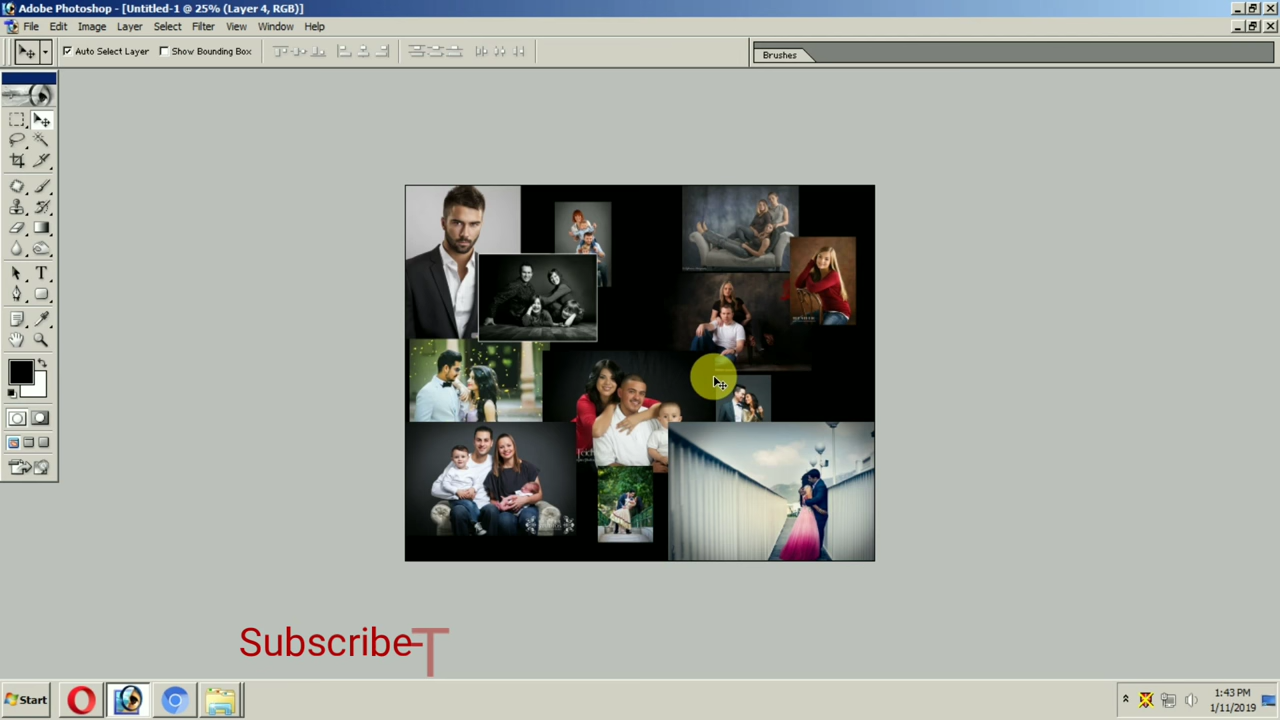 Adobe Photoshop - [Untitled-1 @ 25% (Layer 4, RGB)]
File Edit Image Layer Select Filter View Window Help
Auto Select Layer Show Bounding Box
Brushes
Subscribe T
Start
1:43 PM
1/11/2019